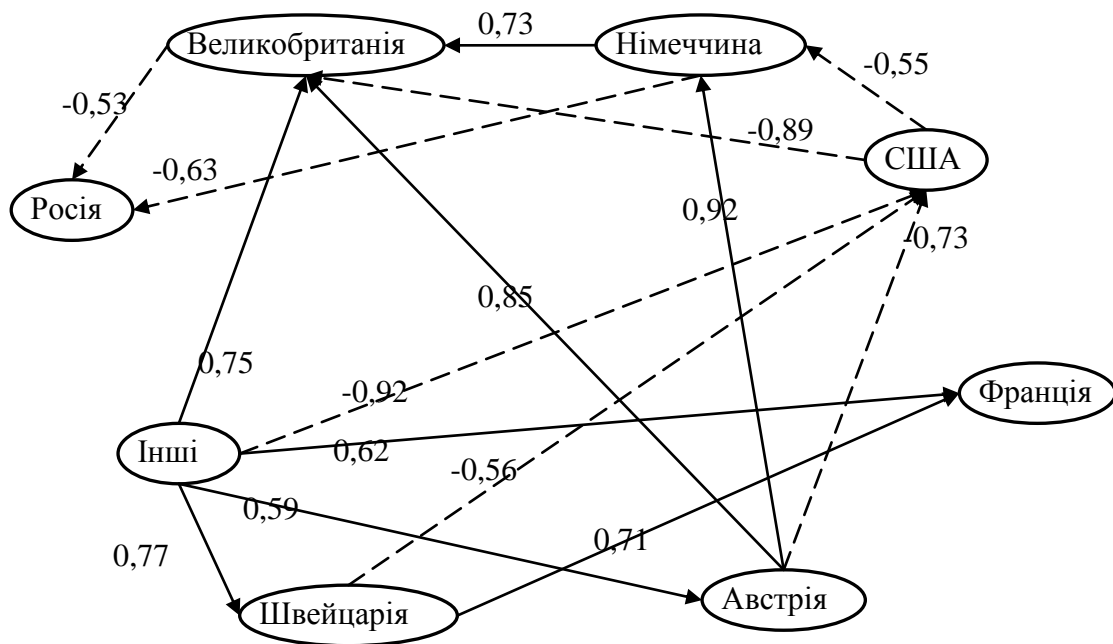 Великобританія
0,73
Німеччина
-0,55
-0,53
-0,89
США
-0,63
Росія
0,92
-0,73
0,85
0,75
-0,92
Франція
Інші
0,62
-0,56
0,59
0,77
0,71
Швейцарія
Австрія